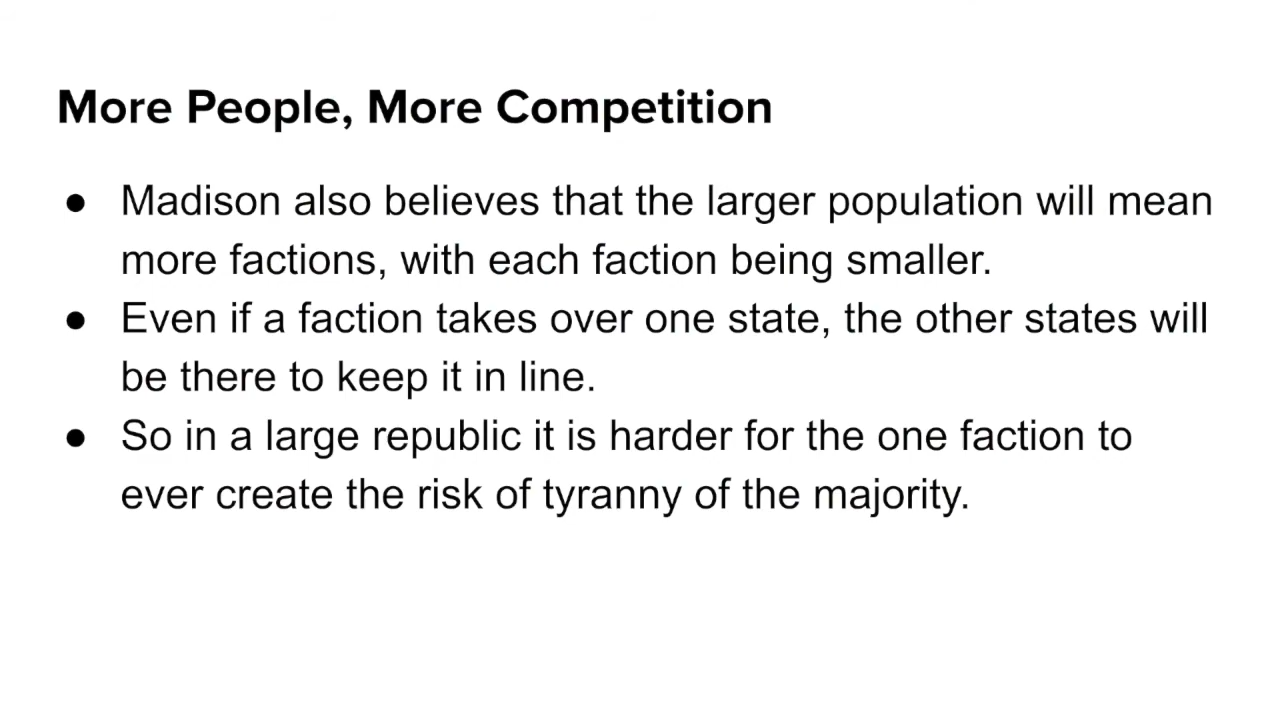 More People, More Competition
● Madison also believes that the larger population will mean
more factions, with each faction being smaller.
● Even if a faction takes over one state, the other states will
be there to keep it in line.
● So in a large republic it is harder for the one faction to
ever create the risk of tyranny of the majority.